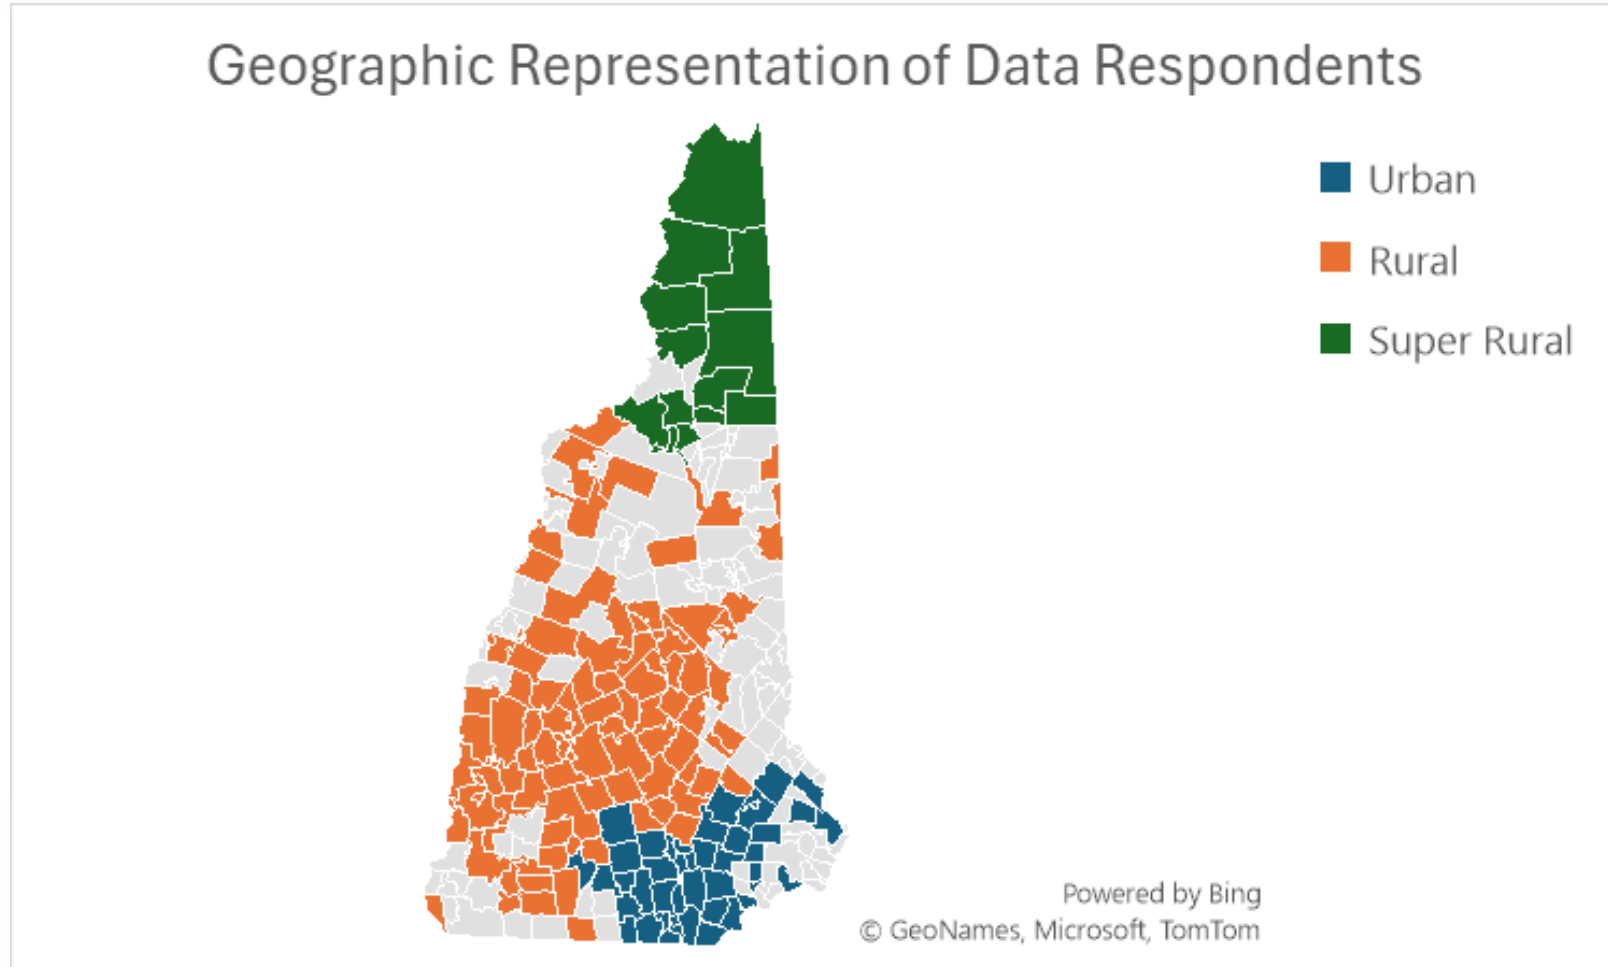 Geographic Representation of Data Respondents
Urban
Rural
Super Rural
Powered by Bing
© GeoNames, Microsoft, TomTom